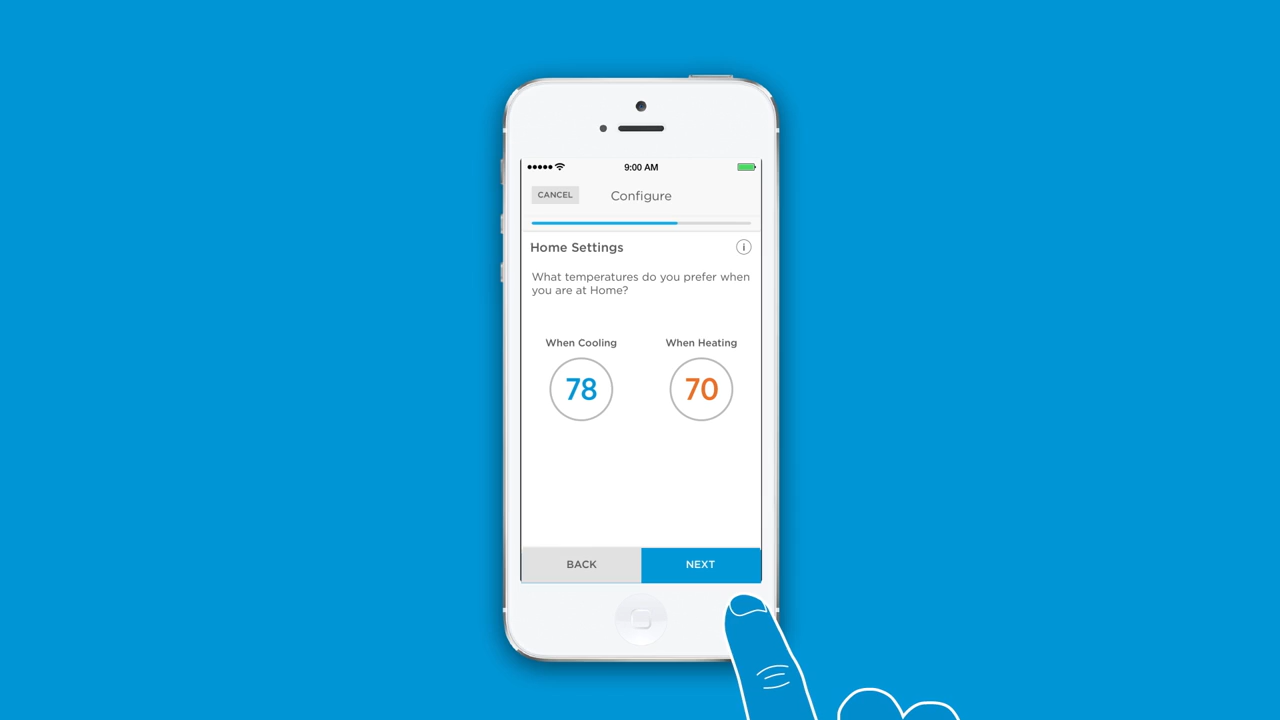 9:00 AM
CANCEL
Configure
Home Settings
i
What temperatures do you prefer when
you are at Home?
When Cooling
When Heating
78
70
BACK
NEXT